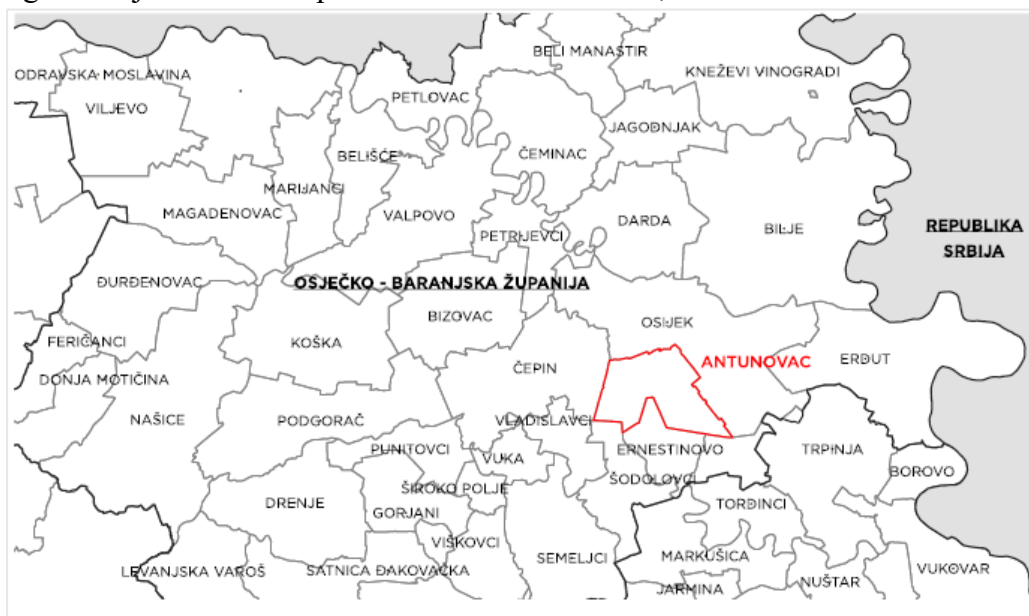 BELI MANASTIR
KNEŽEVI VINOGRADI
ODRAVSKA MOSLAVINA
VILJEVO
PETLOVAC
JAGODNJAK
BELIŠĆE
ČEMINAC
MARIJANCI
MAGADENOVAC
VALPOVO
DARDA
BILJE
REPUBLIKA
SRBIJA
PETRIJEVCI
ĐURĐENOVAC
OSJEČKO - BARANJSKA ŽUPANIJA
BIZOVAC
OSIJEK
FERIČANCI
KOŠKA
ERDUT
ANTUNOVAC
ČEPIN
DONJA MOTIČINA
NAŠICE
PODGORAČ
VLADISLAVCI
PUNITOVCI
VUKA
ERNESTINOVO
TRPINJA
BOROVO
ŠODOLOVCI
ŠIROKO POLJE
DRENJE
GORJANI
TORĐINCI
VIŠKOVCI
SEMELJCI
MARKUŠICA
LEVANJSKA VAROŠ
SATNICA ĐAKOVAČKA
JARMINA
NUŠTAR
VUKOVAR